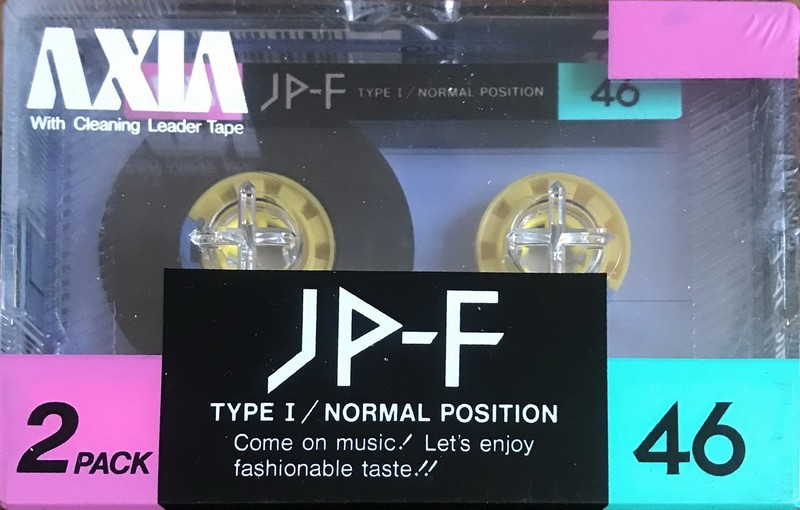 AXIA
With Cleaning Leader Tape
JP-F TYPE I/NORMAL POSITION 46
JP-F
TYPE I/NORMAL POSITION
Come on music! Let's enjoy
fashionable taste!!
2 PACK
46